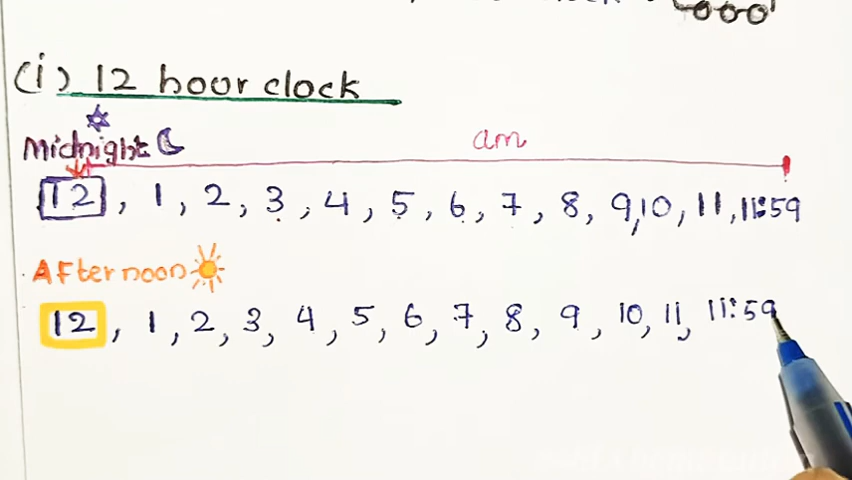 (i) 12 hour clock
Midnight
am
12, 1, 2, 3, 4, 5, 6, 7, 8, 9, 10, 11, 11:59
Afternoon
12, 1, 2, 3, 4, 5, 6, 7, 8, 9, 10, 11, 11:59